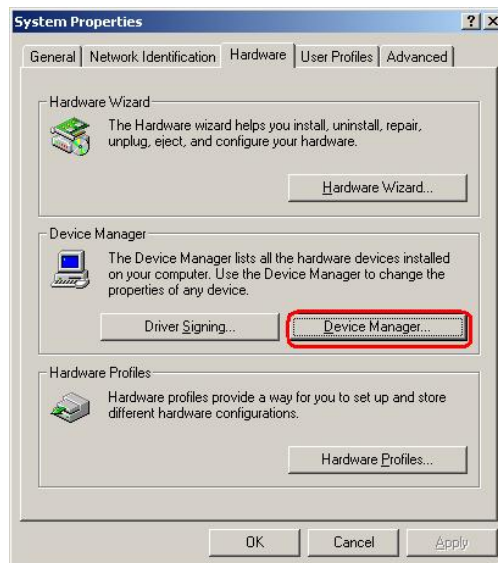 System Properties
General Network Identification Hardware User Profiles Advanced
Hardware Wizard
The Hardware wizard helps you install, uninstall, repair,
unplug, eject, and configure your hardware.
Hardware Wizard...
Device Manager
The Device Manager lists all the hardware devices installed
on your computer. Use the Device Manager to change the
properties of any device.
Driver Signing... Device Manager...
Hardware Profiles
Hardware profiles provide a way for you to set up and store
different hardware configurations.
Hardware Profiles...
OK Cancel Apply